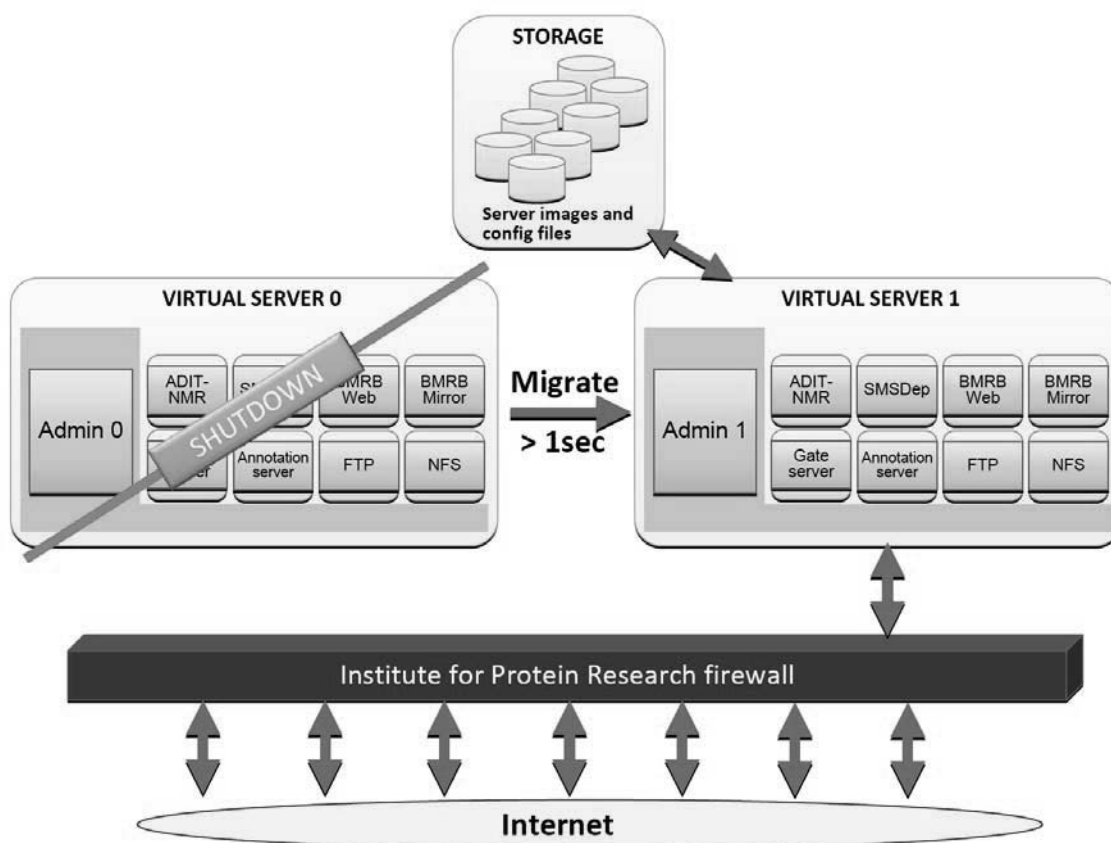 STORAGE
Server images and
config files
VIRTUAL SERVER 0
Admin 0
ADIT-
NMR
BMRB
Web
BMRB
Mirror
SHUTDOWN
Annotation
server
FTP
NFS
Migrate
> 1sec
VIRTUAL SERVER 1
Admin 1
ADIT-
NMR
SMSDep
BMRB
Web
BMRB
Mirror
Gate
server
Annotation
server
FTP
NFS
Institute for Protein Research firewall
Internet